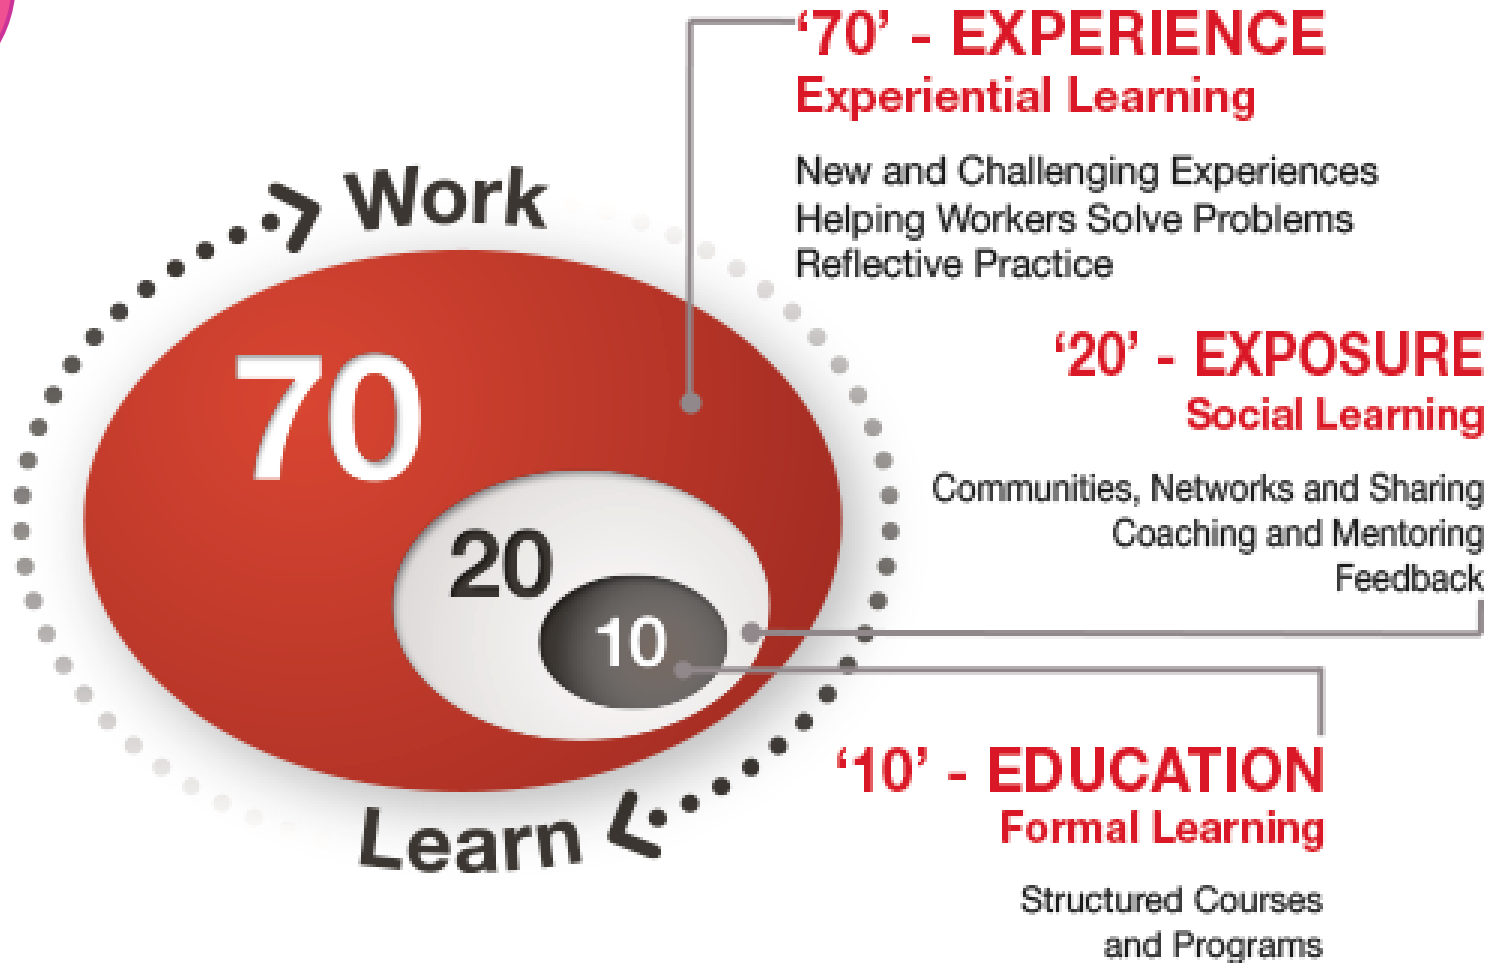 ‘70’ - EXPERIENCE
Experiential Learning
New and Challenging Experiences
Helping Workers Solve Problems
Reflective Practice
Work
70
‘20’ - EXPOSURE
Social Learning
Communities, Networks and Sharing
Coaching and Mentoring
Feedback
20
10
‘10’ - EDUCATION
Formal Learning
Structured Courses
and Programs
Learn